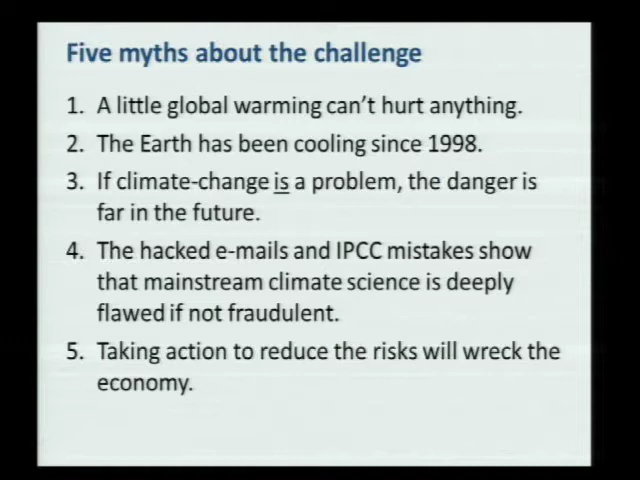 Five myths about the challenge
1. A little global warming can't hurt anything.
2. The Earth has been cooling since 1998.
3. If climate-change is a problem, the danger is
far in the future.
4. The hacked e-mails and IPCC mistakes show
that mainstream climate science is deeply
flawed if not fraudulent.
5. Taking action to reduce the risks will wreck the
economy.